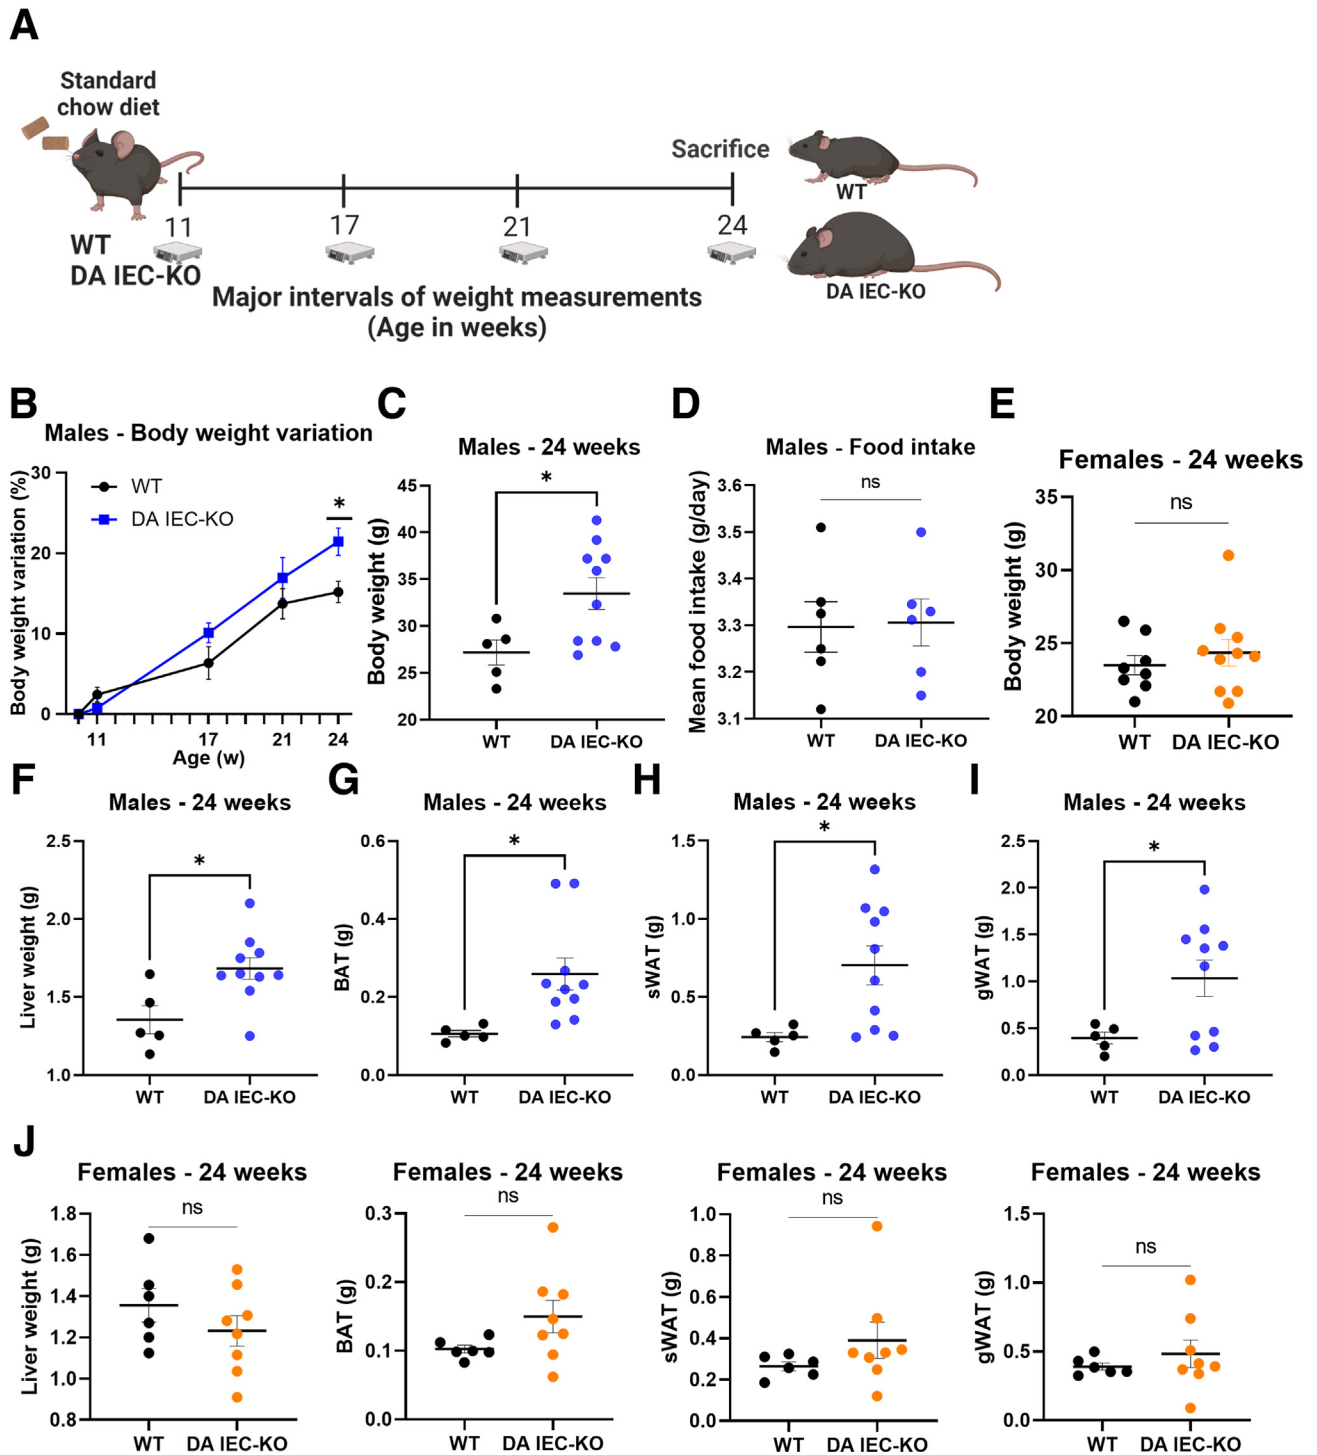 A
Standard
chow diet
Sacrifice
WT
11
17
21
24
WT
DA IEC-KO
DA IEC-KO
Major intervals of weight measurements
(Age in weeks)
B
Males - Body weight variation
Body weight variation (%)
30
20
10
0
WT
DA IEC-KO
*
11
17
21
24
Age (w)
C
Males - 24 weeks
*
Body weight (g)
45
40
35
30
25
20
WT
DA IEC-KO
D
Males - Food intake
ns
Mean food intake (g/day)
3.6
3.5
3.4
3.3
3.2
3.1
WT
DA IEC-KO
E
Females - 24 weeks
ns
Body weight (g)
35
30
25
20
WT
DA IEC-KO
F
Males - 24 weeks
*
Liver weight (g)
2.5
2.0
1.5
1.0
WT
DA IEC-KO
G
Males - 24 weeks
*
BAT (g)
0.6
0.4
0.2
0.0
WT
DA IEC-KO
H
Males - 24 weeks
*
sWAT (g)
1.5
1.0
0.5
0.0
WT
DA IEC-KO
I
Males - 24 weeks
*
gWAT (g)
2.5
2.0
1.5
1.0
0.5
0.0
WT
DA IEC-KO
J
Females - 24 weeks
ns
Liver weight (g)
1.8
1.6
1.4
1.2
1.0
0.8
WT
DA IEC-KO
Females - 24 weeks
ns
BAT (g)
0.3
0.2
0.1
0.0
WT
DA IEC-KO
Females - 24 weeks
ns
sWAT (g)
1.0
0.8
0.6
0.4
0.2
0.0
WT
DA IEC-KO
Females - 24 weeks
ns
gWAT (g)
1.5
1.0
0.5
0.0
WT
DA IEC-KO